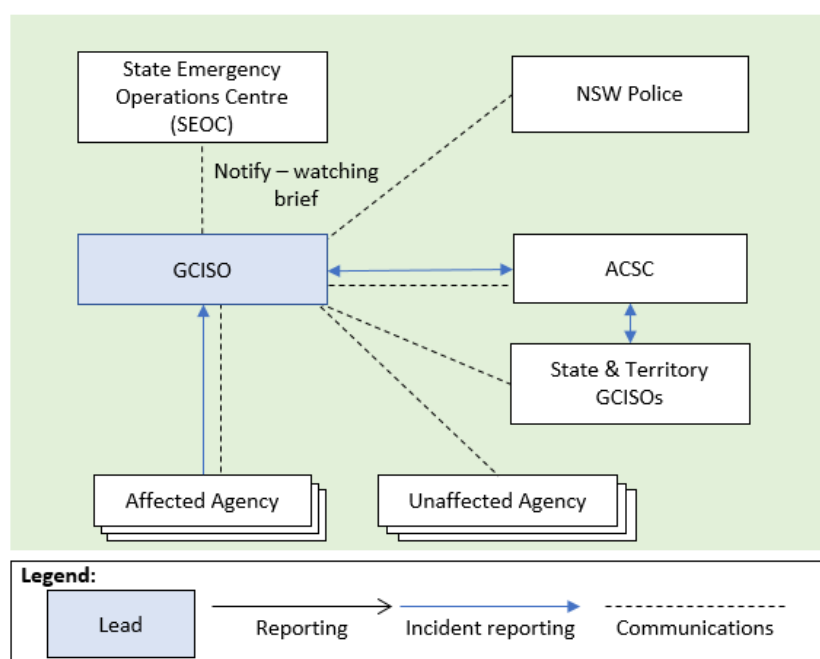 State Emergency
Operations Centre
(SEOC)
NSW Police
Notify – watching
brief
GCISO
ACSC
State & Territory
GCISOs
Affected Agency
Unaffected Agency
Legend:
Lead
Reporting
Incident reporting
Communications